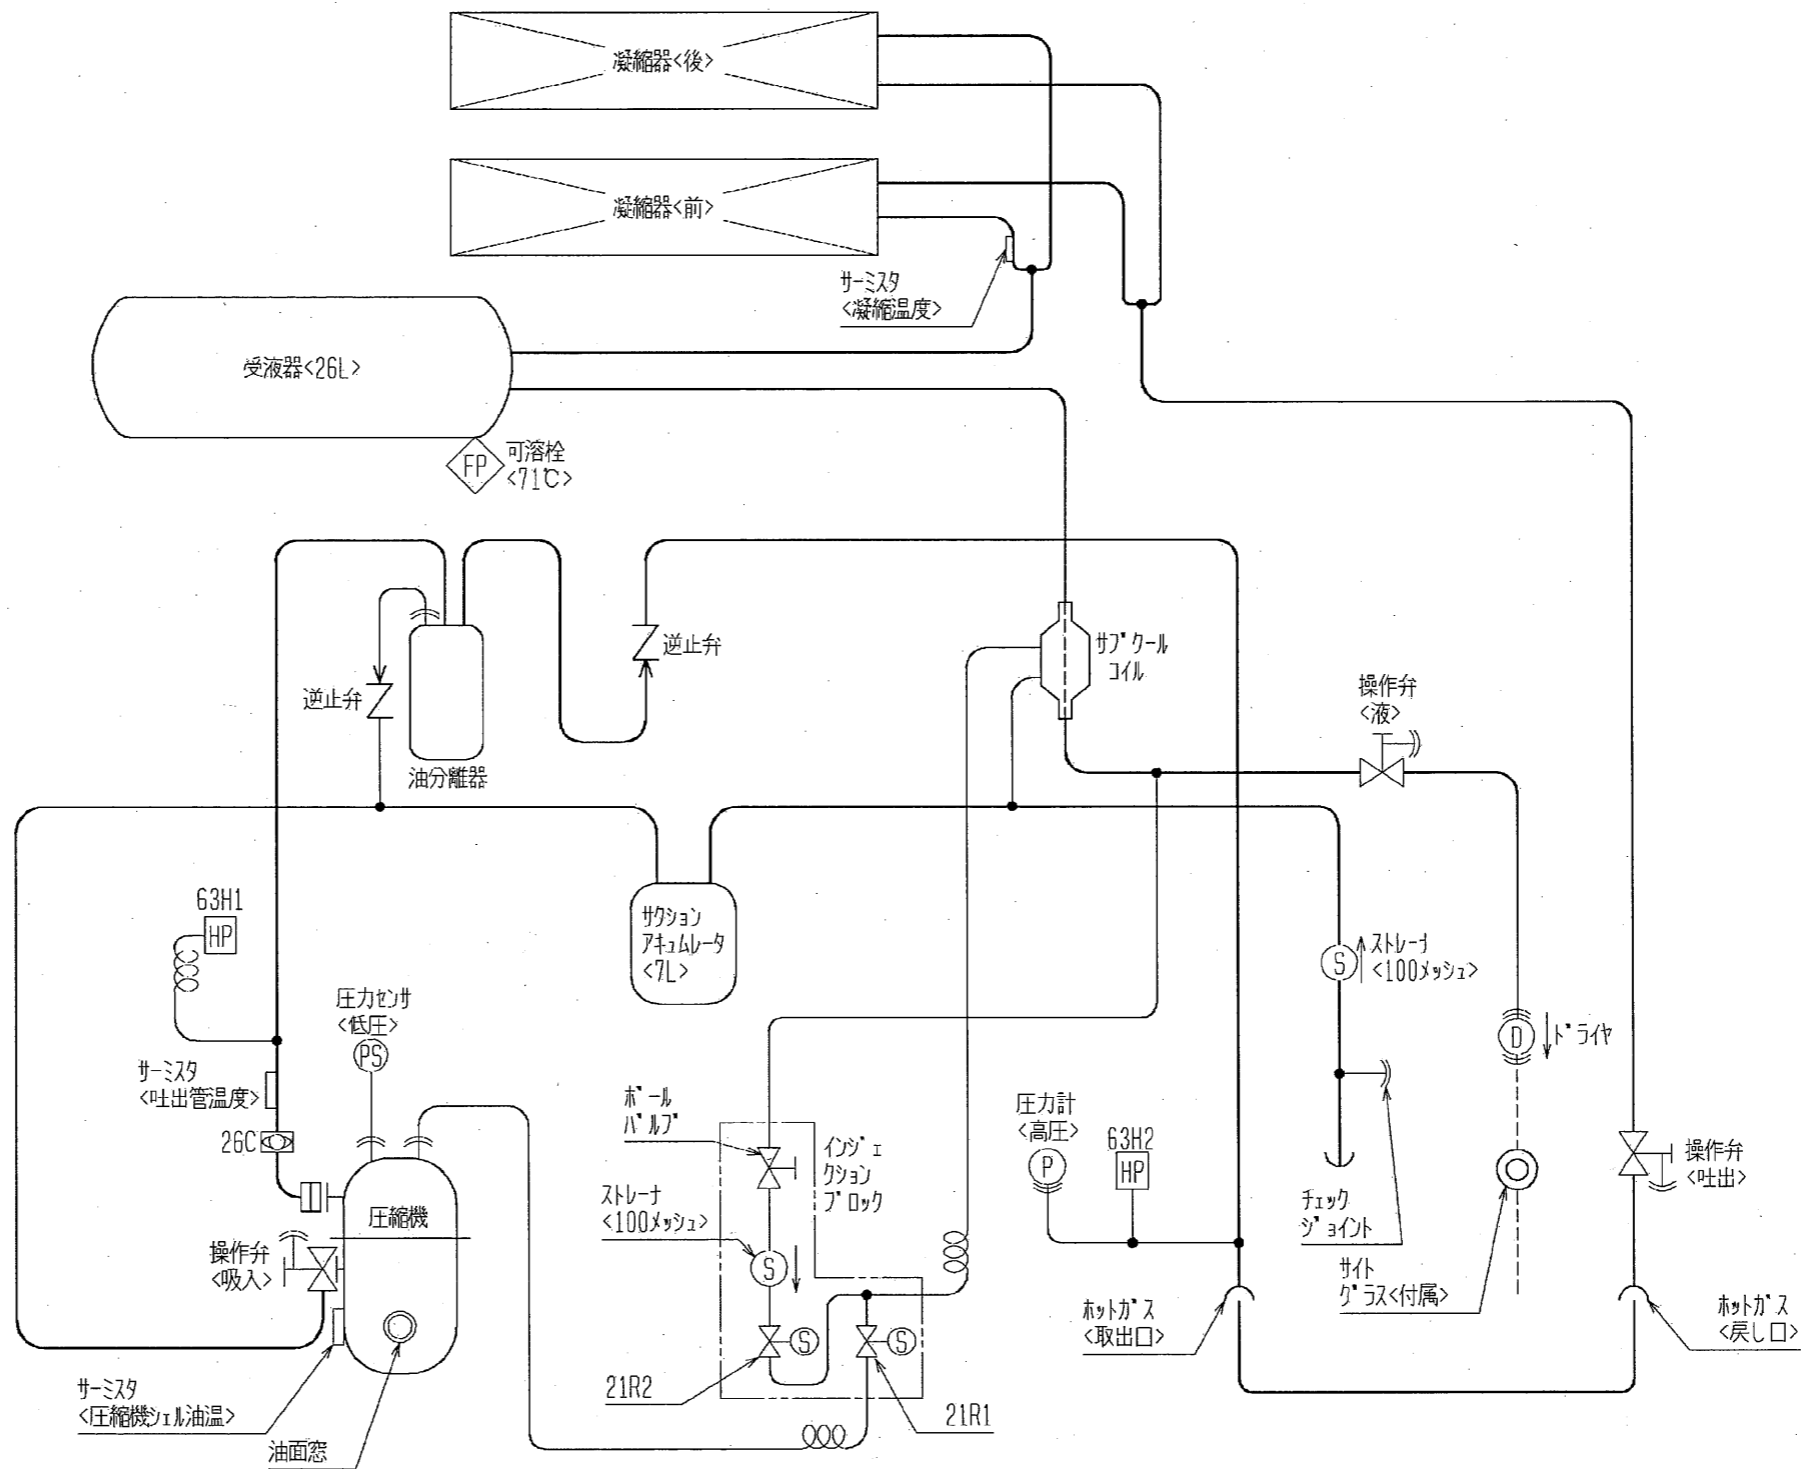 凝縮器<後>
凝縮器<前>
サーミスタ
<凝縮温度>
受液器<26L>
FP
可溶栓
<71℃>
逆止弁
逆止弁
油分離器
サブクール
コイル
操作弁
<液>
63H1
HP
サクション
アキュムレータ
<7L>
S
ストレーナ
<100メッシュ>
圧力センサ
<低圧>
PS
D
ドライヤ
サーミスタ
<吐出管温度>
26C
ボール
バルブ
インジェ
クション
ブロック
圧力計
<高圧>
P
63H2
HP
操作弁
<吐出>
圧縮機
ストレーナ
<100メッシュ>
S
チェック
ジョイント
操作弁
<吸入>
サイト
グラス<付属>
ホットガス
<取出口>
ホットガス
<戻し口>
S
S
21R2
21R1
サーミスタ
<圧縮機シェル油温>
油面窓